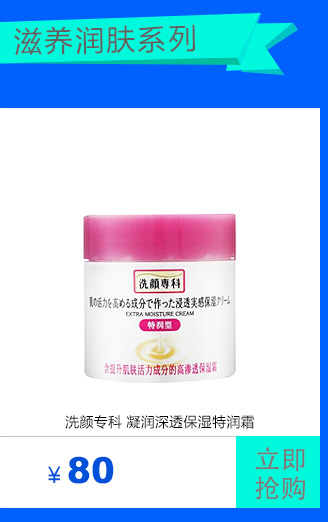 滋养润肤系列
洗顔専科
肌の活力を高める成分で作った浸透実感保湿クリーム
EXTRA MOISTURE CREAM
特润型
含提升肌肤活力成分的高渗透保湿霜
洗颜专科 凝润深透保湿特润霜
¥ 80
立即
抢购